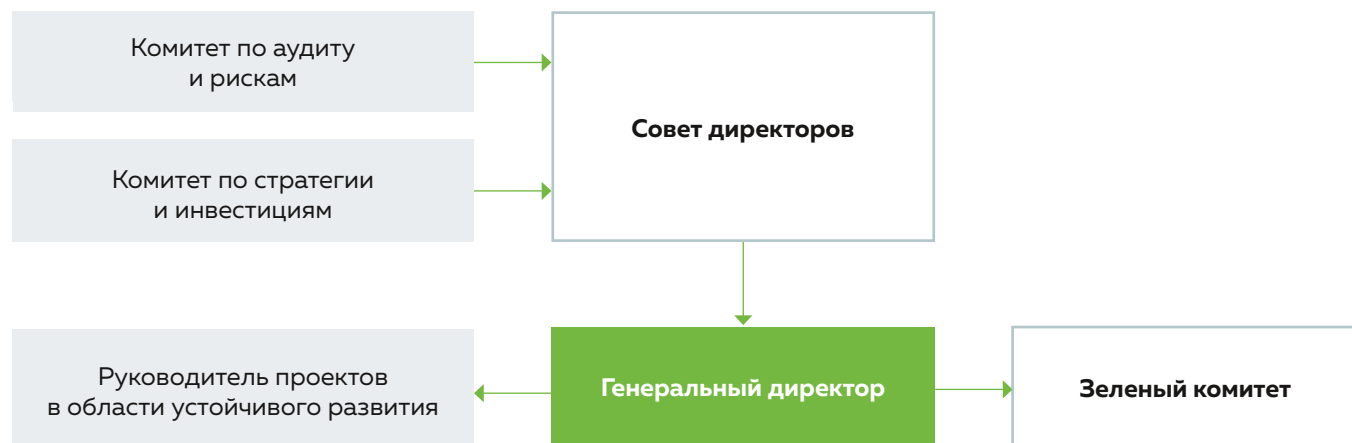 Комитет по аудиту
и рискам
Совет директоров
Комитет по стратегии
и инвестициям
Руководитель проектов
в области устойчивого развития
Генеральный директор
Зеленый комитет